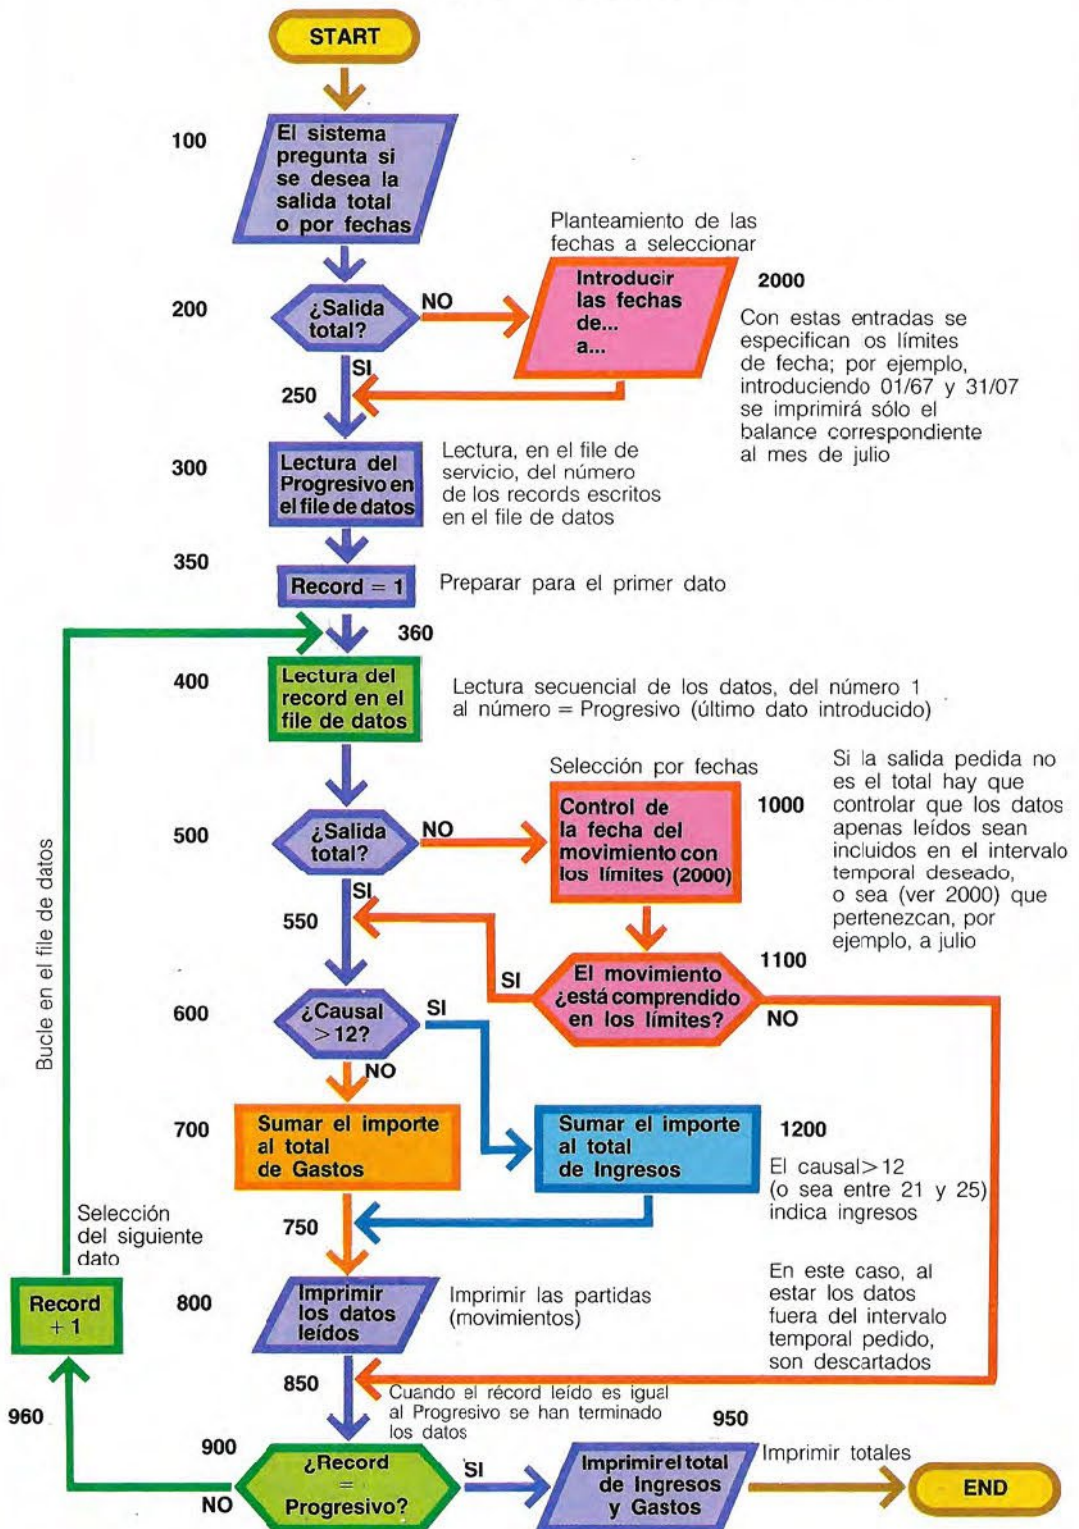 START
100
El sistema
pregunta si
se desea la
salida total
o por fechas
Planteamiento de las
fechas a seleccionar
200
¿Salida
total?
NO
SI
Introducir
las fechas
de...
a...
2000
Con estas entradas se
especifican os límites
de fecha; por ejemplo,
introduciendo 01/67 y 31/07
se imprimirá sólo el
balance correspondiente
al mes de julio
250
300
Lectura del
Progresivo en
el file de datos
Lectura, en el file de
servicio, del número
de los records escritos
en el file de datos
350
Record = 1
Preparar para el primer dato
360
400
Lectura del
record en el
file de datos
Lectura secuencial de los datos, del número 1
al número = Progresivo (último dato introducido)
Selección por fechas
500
¿Salida
total?
NO
SI
Control de
la fecha del
movimiento con
los límites (2000)
1000
Si la salida pedida no
es el total hay que
controlar que los datos
apenas leídos sean
incluidos en el intervalo
temporal deseado,
o sea (ver 2000) que
pertenezcan, por
ejemplo, a julio
550
1100
El movimiento
¿está comprendido
en los límites?
SI
NO
Bucle en el file de datos
600
¿Causal
>12?
SI
NO
700
Sumar el importe
al total
de Gastos
Sumar el importe
al total
de Ingresos
1200
El causal>12
(o sea entre 21 y 25)
indica ingresos
750
Selección
del siguiente
dato
Record
+ 1
800
Imprimir
los datos
leídos
Imprimir las partidas
(movimientos)
En este caso, al
estar los datos
fuera del intervalo
temporal pedido,
son descartados
850
Cuando el récord leído es igual
al Progresivo se han terminado
los datos
960
900
¿Record
=
Progresivo?
NO
SI
950
Imprimir el total
de Ingresos
y Gastos
Imprimir totales
END